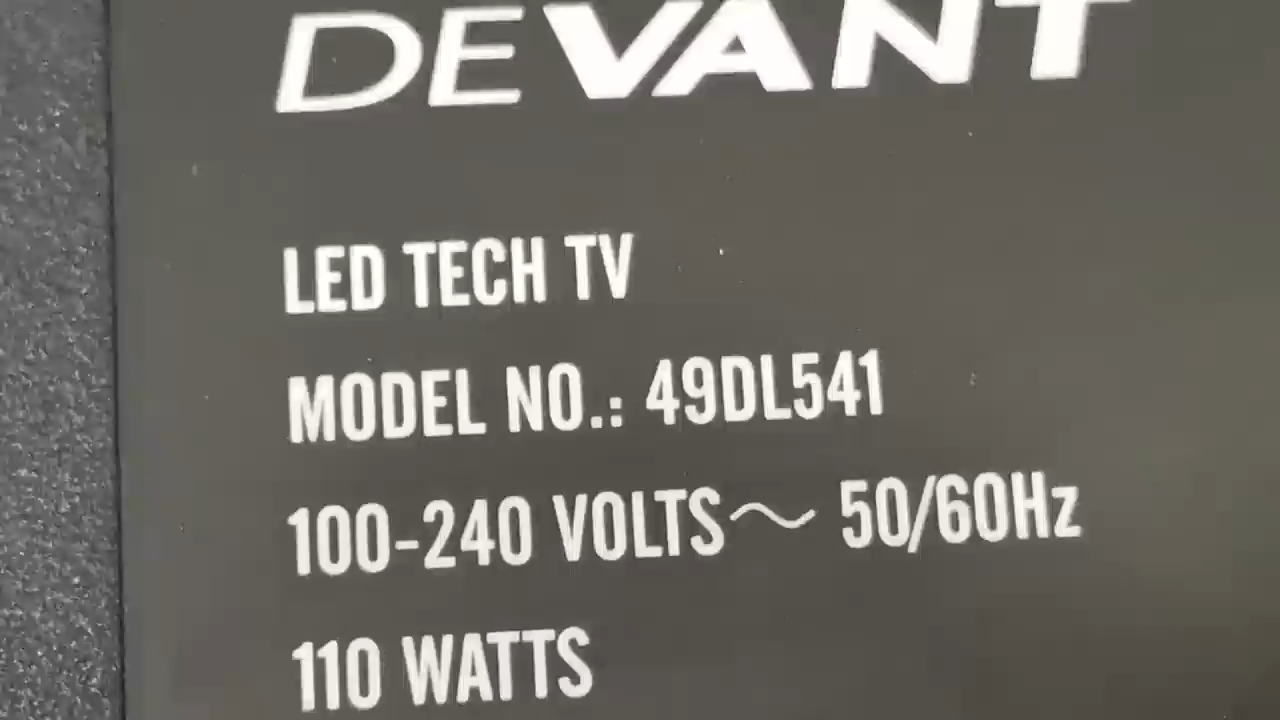 DEVANT
LED TECH TV
MODEL NO.: 49DL541
100-240 VOLTS～ 50/60Hz
110 WATTS